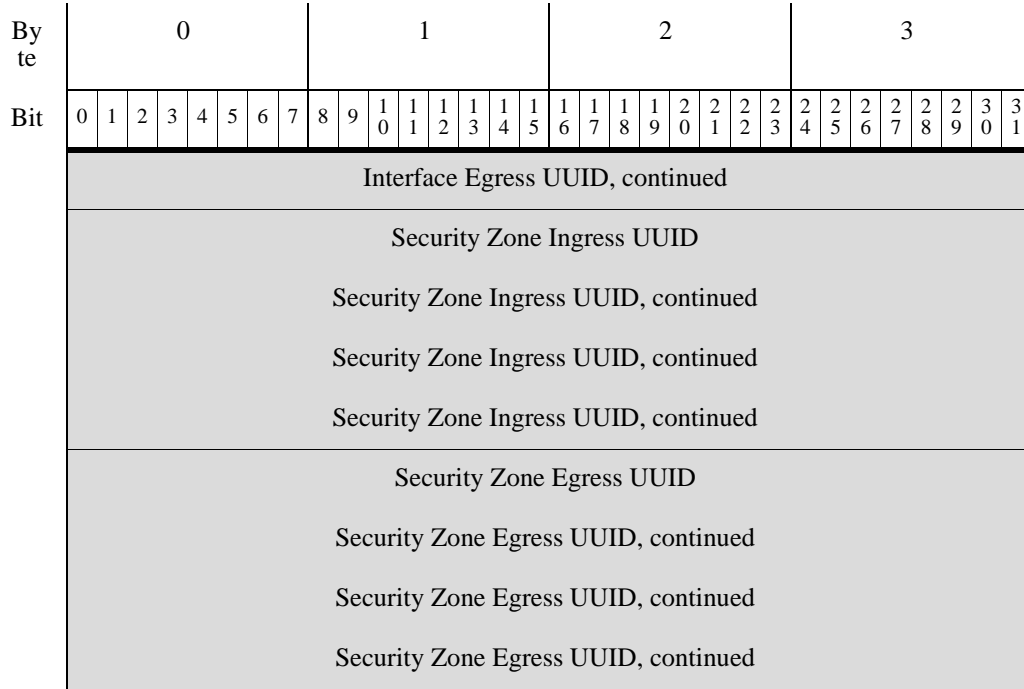 Byte 0 1 2 3
Bit 0 1 2 3 4 5 6 7 8 9 10 11 12 13 14 15 16 17 18 19 20 21 22 23 24 25 26 27 28 29 30 31
Interface Egress UUID, continued
Security Zone Ingress UUID
Security Zone Ingress UUID, continued
Security Zone Ingress UUID, continued
Security Zone Ingress UUID, continued
Security Zone Egress UUID
Security Zone Egress UUID, continued
Security Zone Egress UUID, continued
Security Zone Egress UUID, continued